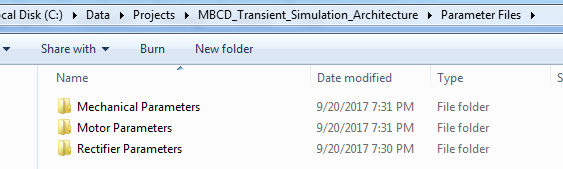 cal Disk (C:) Data Projects MBCD_Transient_Simulation_Architecture Parameter Files
Share with Burn New folder
Name Date modified Type S
Mechanical Parameters 9/20/2017 7:31 PM File folder
Motor Parameters 9/20/2017 7:31 PM File folder
Rectifier Parameters 9/20/2017 7:30 PM File folder